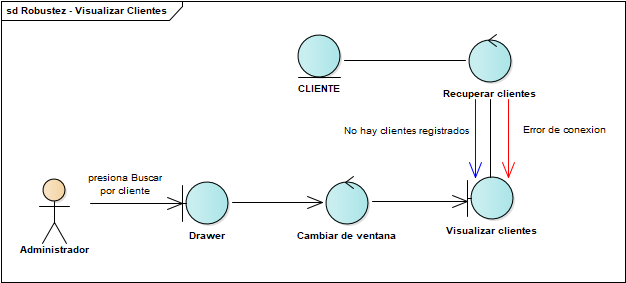 sd Robustez - Visualizar Clientes
CLIENTE
Recuperar clientes
No hay clientes registrados
Error de conexion
presiona Buscar
por cliente
Administrador
Drawer
Cambiar de ventana
Visualizar clientes